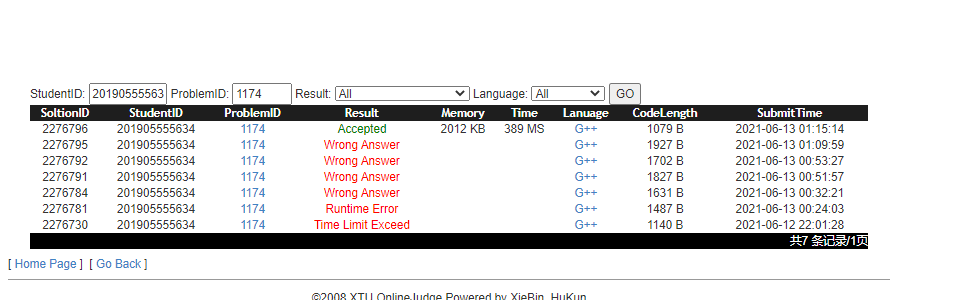 StudentID: 20190555563 ProblemID: 1174 Result: All Language: All GO
SoltionID StudentID ProblemID Result Memory Time Lanuage CodeLength SubmitTime
2276796 201905555634 1174 Accepted 2012 KB 389 MS G++ 1079 B 2021-06-13 01:15:14
2276795 201905555634 1174 Wrong Answer G++ 1927 B 2021-06-13 01:09:59
2276792 201905555634 1174 Wrong Answer G++ 1702 B 2021-06-13 00:53:27
2276791 201905555634 1174 Wrong Answer G++ 1827 B 2021-06-13 00:51:57
2276784 201905555634 1174 Wrong Answer G++ 1631 B 2021-06-13 00:32:21
2276781 201905555634 1174 Runtime Error G++ 1487 B 2021-06-13 00:24:03
2276730 201905555634 1174 Time Limit Exceed G++ 1140 B 2021-06-12 22:01:28
共7 条记录/1页
[ Home Page ] [ Go Back ]
©2008 XTU OnlineJudge Powered by XieBin, HuKun